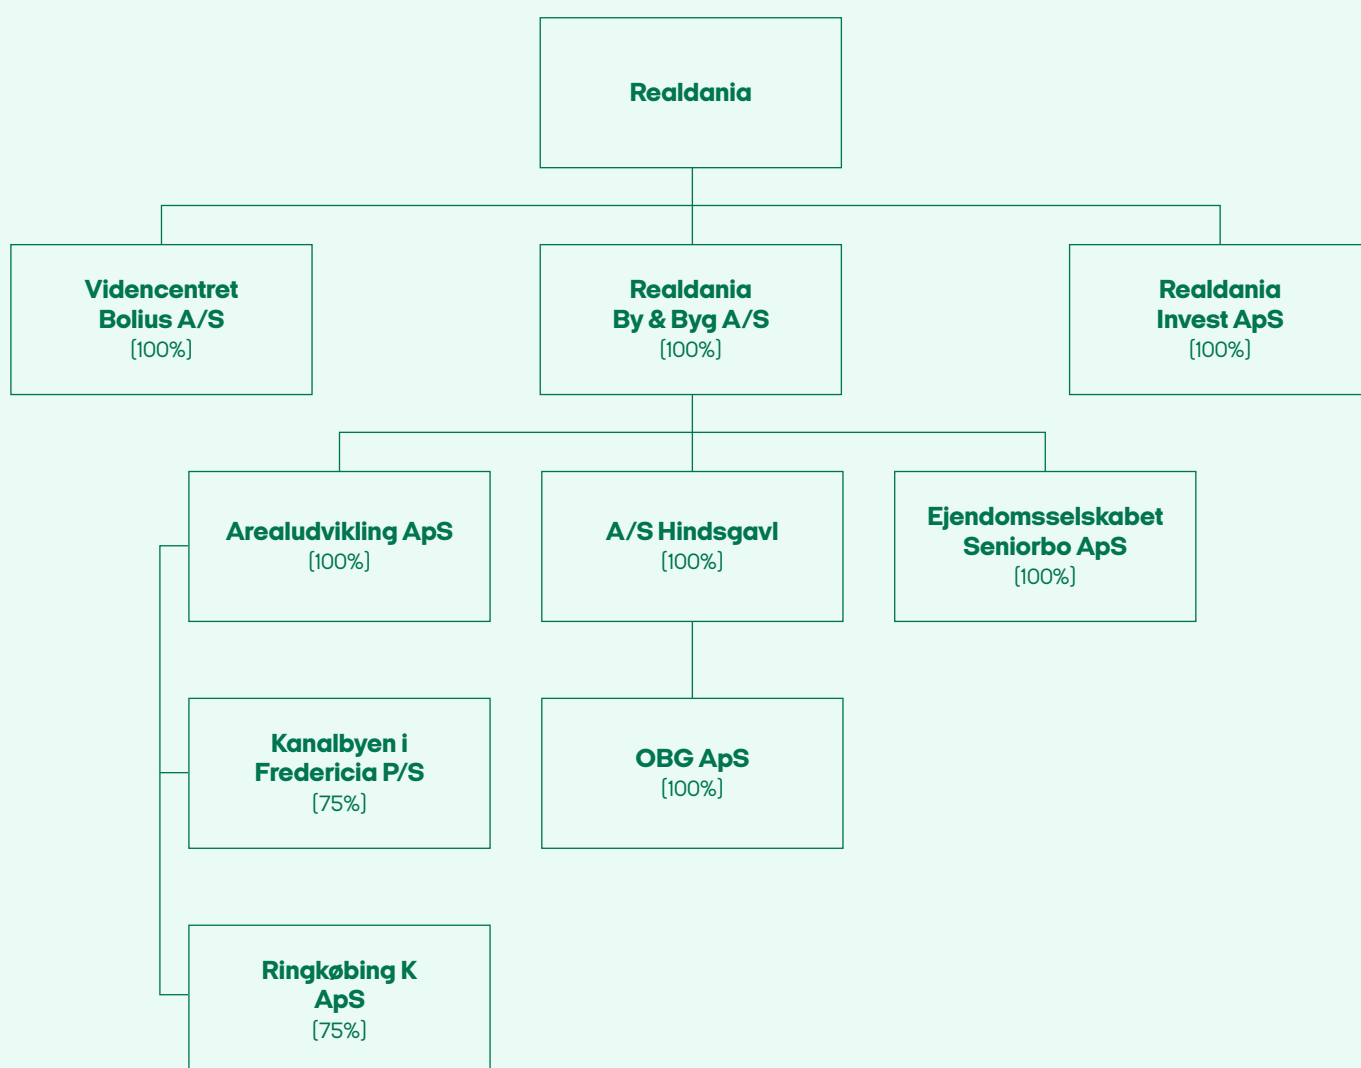 Realdania
Videncentret
Bolius A/S
(100%)
Realdania
By & Byg A/S
(100%)
Realdania
Invest ApS
(100%)
Arealudvikling ApS
(100%)
A/S Hindsgavl
(100%)
Ejendomsselskabet
Seniorbo ApS
(100%)
Kanalbyen i
Fredericia P/S
(75%)
OBG ApS
(100%)
Ringkøbing K
ApS
(75%)